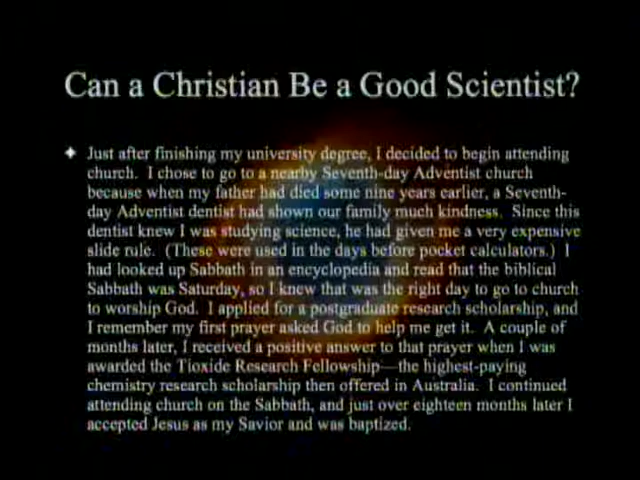 Can a Christian Be a Good Scientist?
Just after finishing my university degree, I decided to begin attending
church. I chose to go to a nearby Seventh-day Adventist church
because when my father had died some nine years earlier, a Seventh-
day Adventist dentist had shown our family much kindness. Since this
dentist knew I was studying science, he had given me a very expensive
slide rule. (These were used in the days before pocket calculators.) I
had looked up Sabbath in an encyclopedia and read that the biblical
Sabbath was Saturday, so I knew that was the right day to go to church
to worship God. I applied for a postgraduate research scholarship, and
I remember my first prayer asked God to help me get it. A couple of
months later, I received a positive answer to that prayer when I was
awarded the Tioxide Research Fellowship—the highest-paying
chemistry research scholarship then offered in Australia. I continued
attending church on the Sabbath, and just over eighteen months later I
accepted Jesus as my Savior and was baptized.